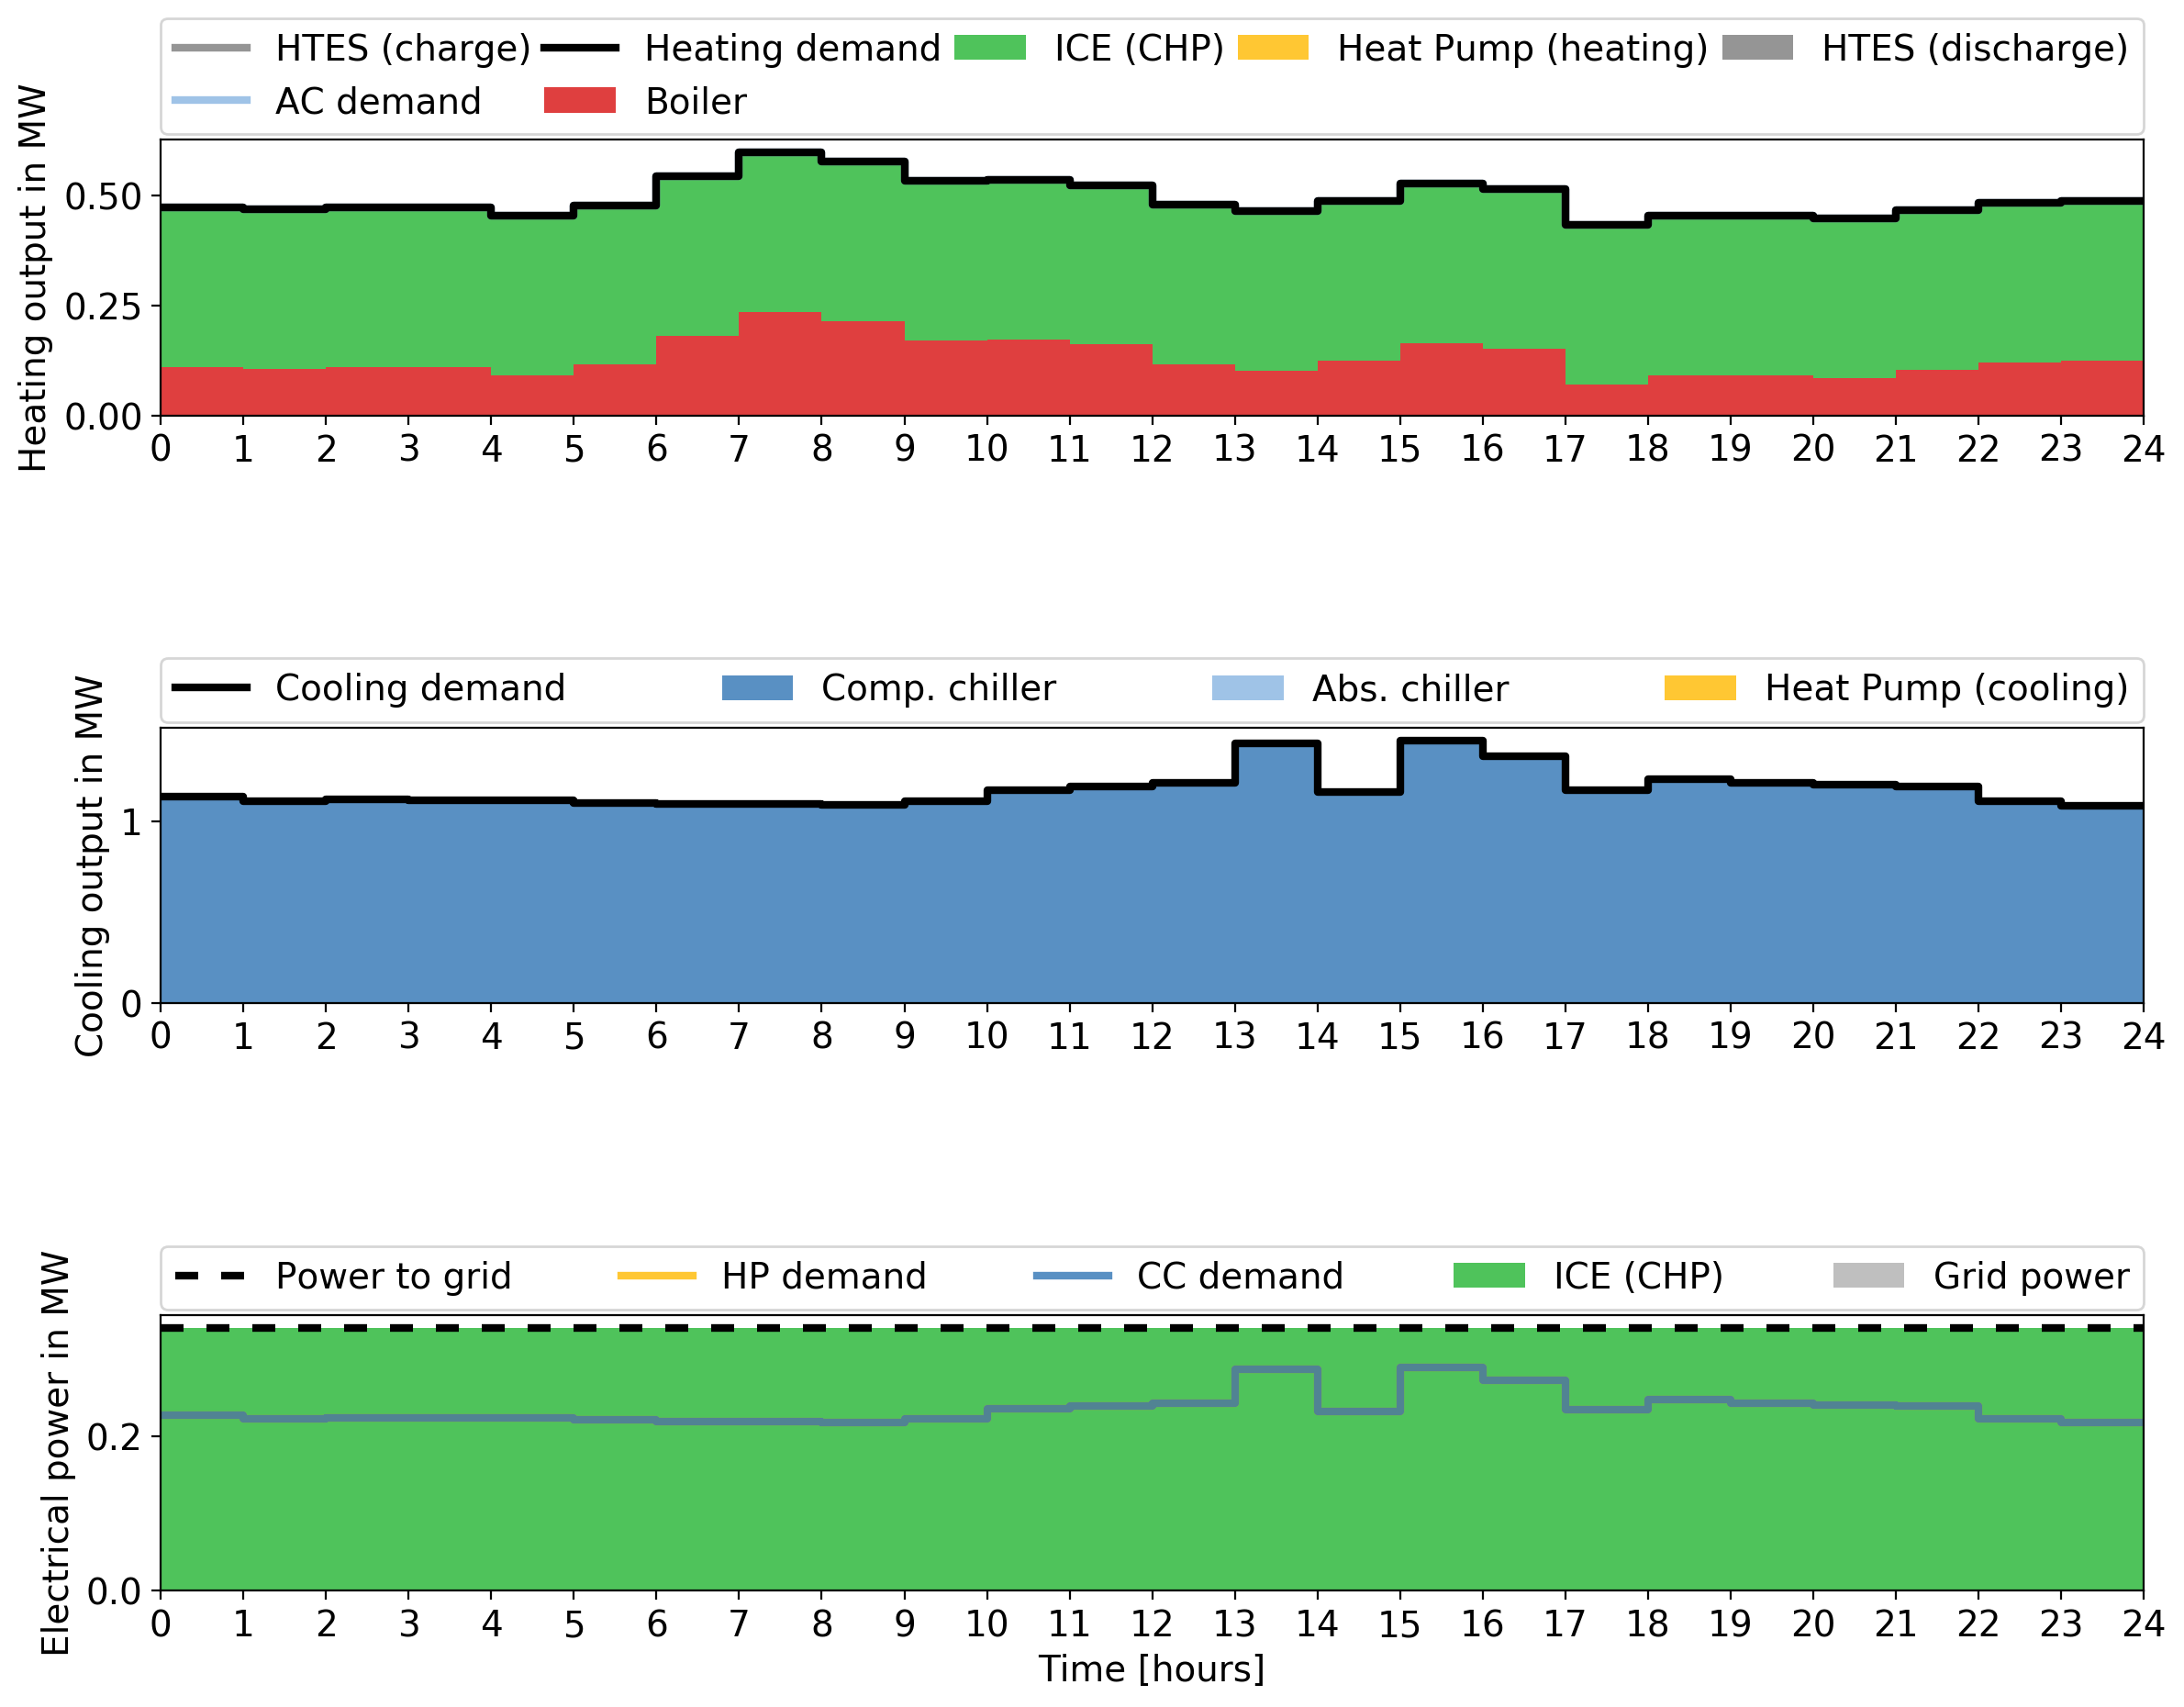 HTES (charge) Heating demand ICE (CHP) Heat Pump (heating) HTES (discharge)
AC demand Boiler
Heating output in MW
0.50
0.25
0.00
0 1 2 3 4 5 6 7 8 9 10 11 12 13 14 15 16 17 18 19 20 21 22 23 24
Cooling demand Comp. chiller Abs. chiller Heat Pump (cooling)
Cooling output in MW
1
0
0 1 2 3 4 5 6 7 8 9 10 11 12 13 14 15 16 17 18 19 20 21 22 23 24
Power to grid HP demand CC demand ICE (CHP) Grid power
Electrical power in MW
0.2
0.0
0 1 2 3 4 5 6 7 8 9 10 11 12 13 14 15 16 17 18 19 20 21 22 23 24
Time [hours]